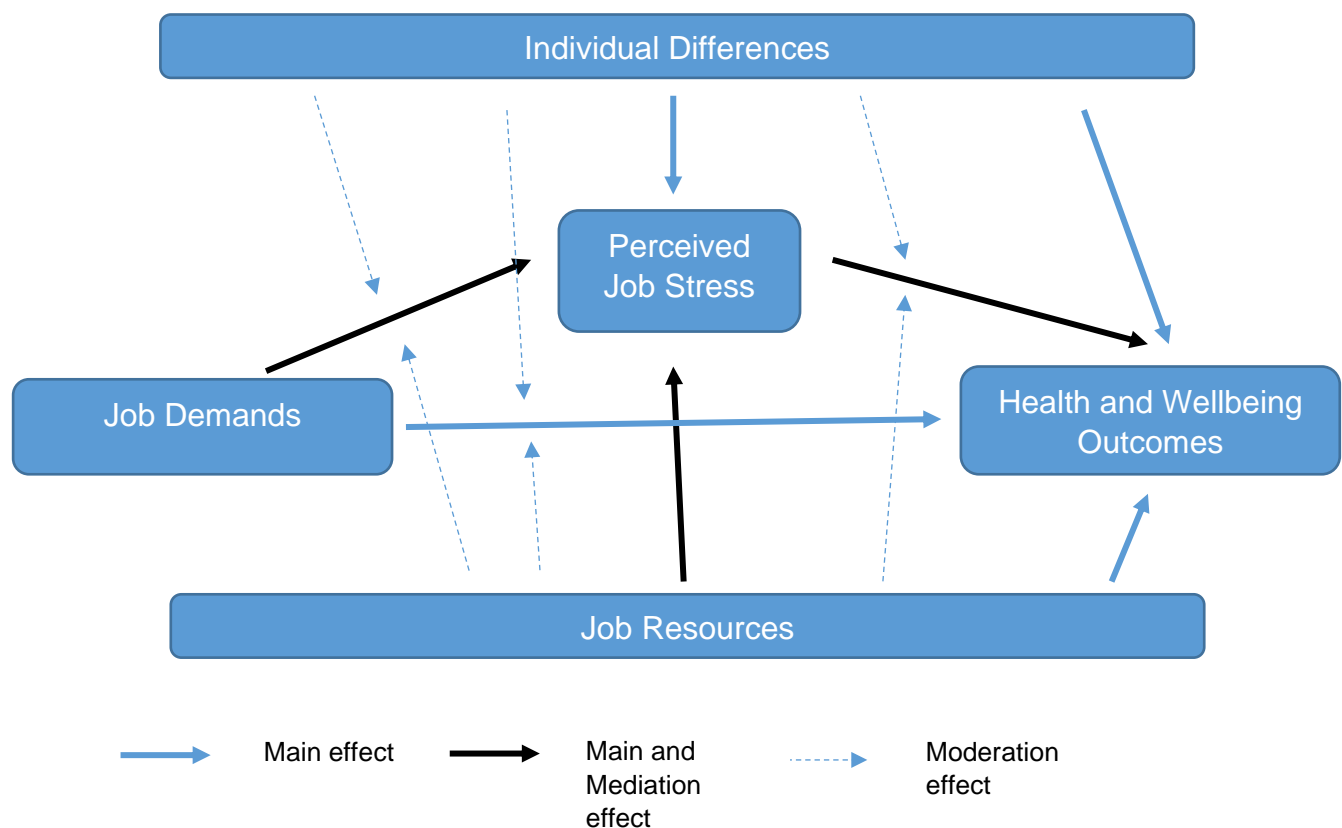 Individual Differences
Perceived
Job Stress
Job Demands
Health and Wellbeing
Outcomes
Job Resources
Main effect
Main and
Mediation
effect
Moderation
effect